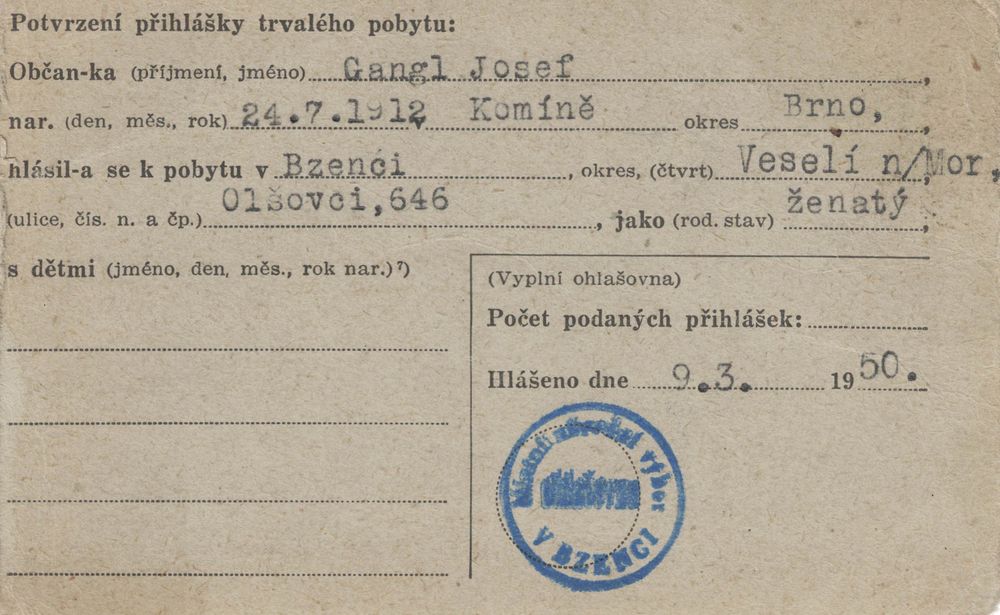 Potvrzení přihlášky trvalého pobytu:
Občan-ka (příjmení, jméno) Gangl Josef,
nar. (den, měs., rok) 24.7.1912, Komíně okres Brno,,
hlásil-a se k pobytu v Bzenci, okres, (čtvrt) Veselí n/Mor,,
(ulice, čís. n. a čp.) Olšovci,646, jako (rod. stav) ženatý,
s dětmi (jméno, den, měs., rok nar.)⁷)
(Vyplní ohlašovna)
Počet podaných přihlášek:
Hlášeno dne 9.3. 1950.
Místní národní výbor
V BZENCI